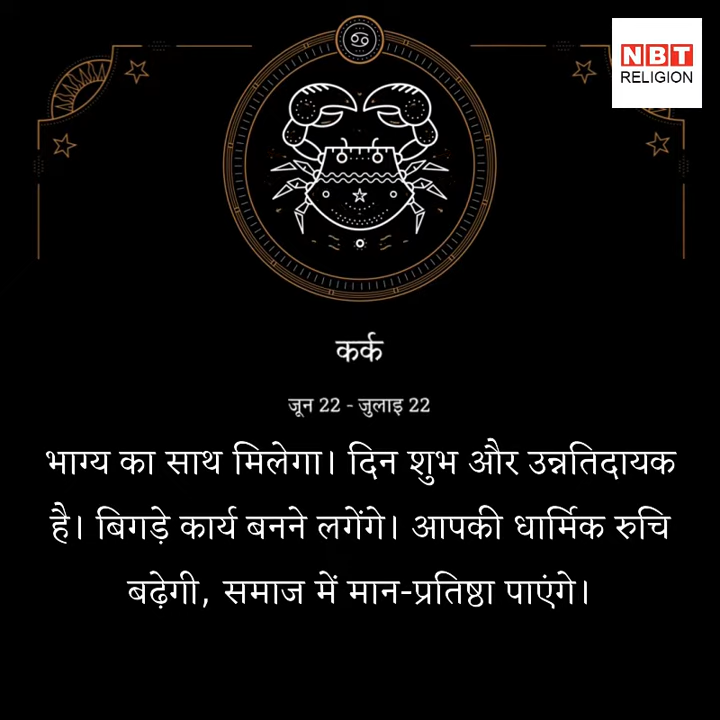 NBT
RELIGION
कर्क
जून 22 - जुलाइ 22
भाग्य का साथ मिलेगा। दिन शुभ और उन्नतिदायक
है। बिगड़े कार्य बनने लगेंगे। आपकी धार्मिक रुचि
बढ़ेगी, समाज में मान-प्रतिष्ठा पाएंगे।